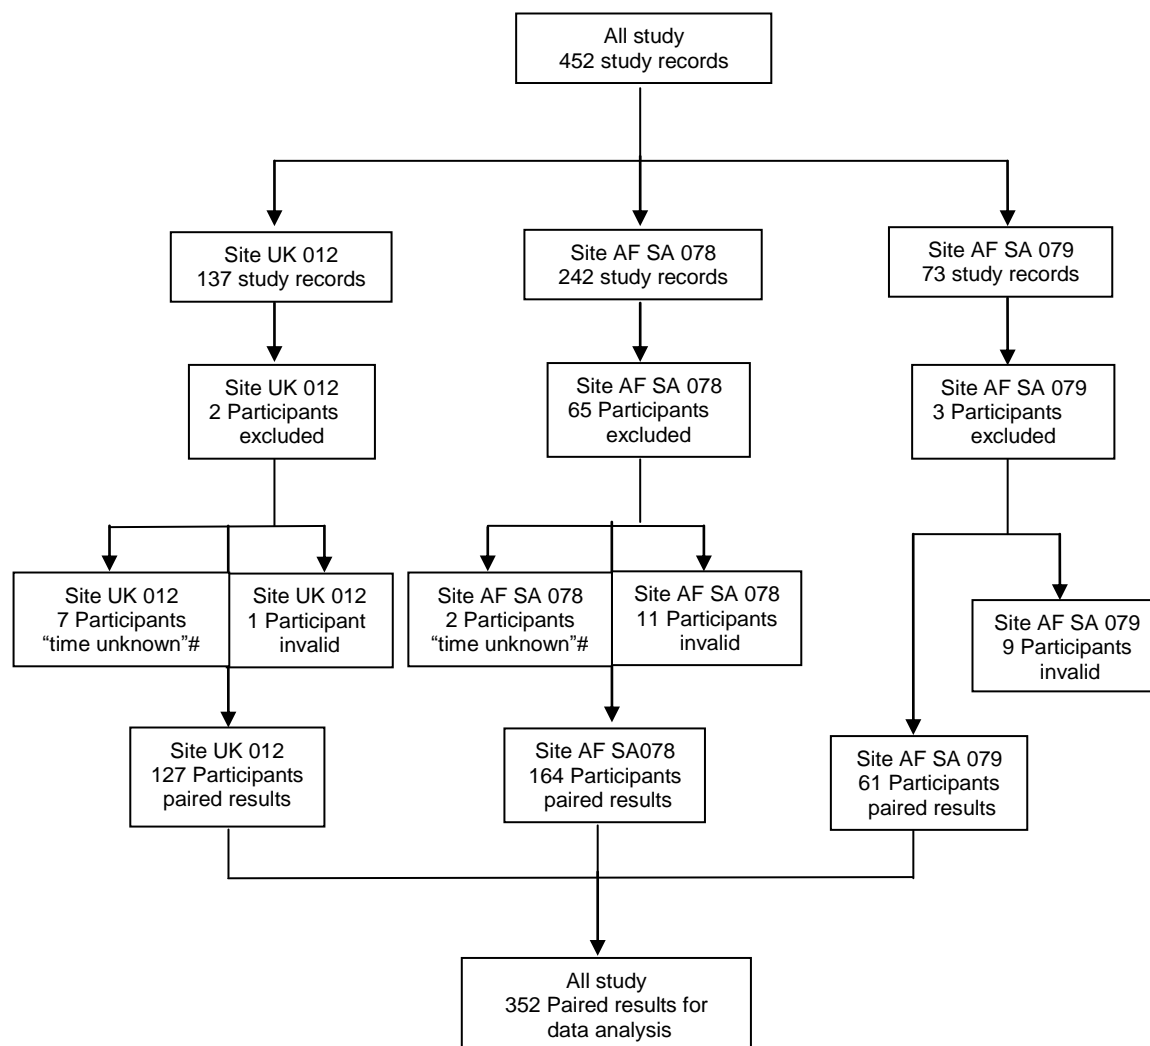 All study
452 study records
Site UK 012
137 study records
Site AF SA 078
242 study records
Site AF SA 079
73 study records
Site UK 012
2 Participants
excluded
Site AF SA 078
65 Participants
excluded
Site AF SA 079
3 Participants
excluded
Site UK 012
7 Participants
“time unknown”#
Site UK 012
1 Participant
invalid
Site AF SA 078
2 Participants
“time unknown”#
Site AF SA 078
11 Participants
invalid
Site AF SA 079
9 Participants
invalid
Site UK 012
127 Participants
paired results
Site AF SA078
164 Participants
paired results
Site AF SA 079
61 Participants
paired results
All study
352 Paired results for
data analysis